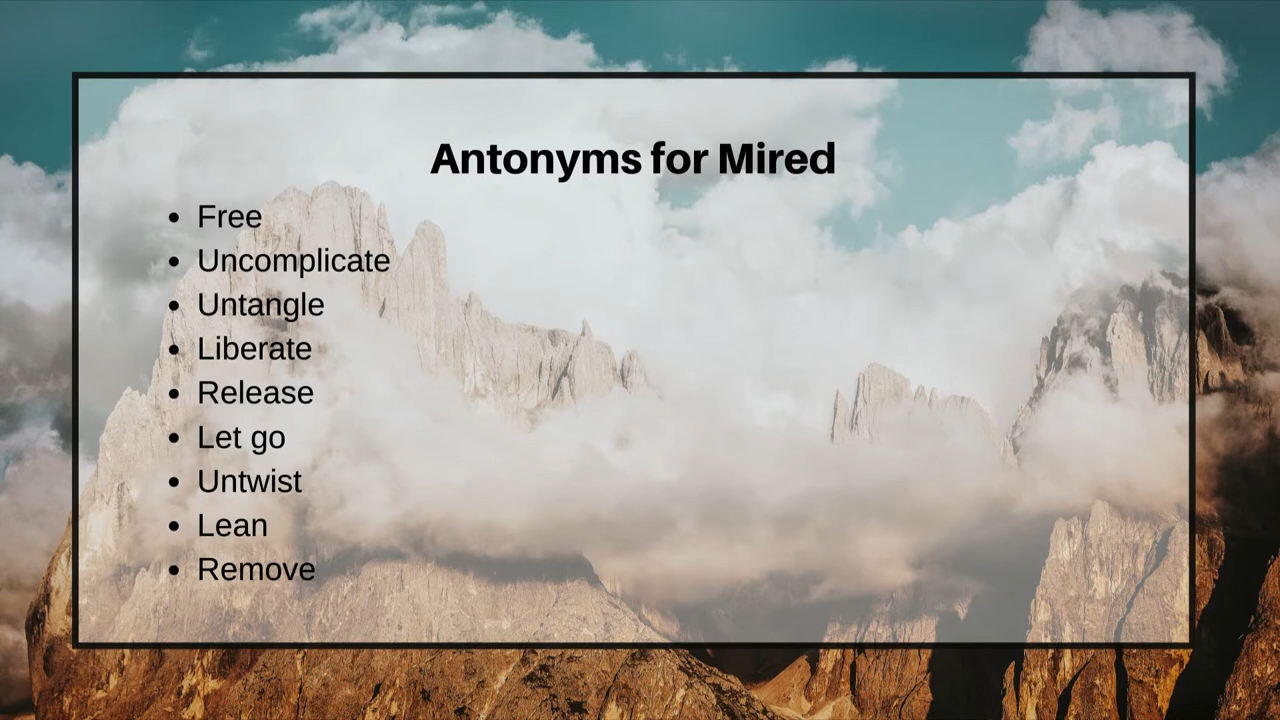 Antonyms for Mired
• Free
• Uncomplicate
• Untangle
• Liberate
• Release
• Let go
• Untwist
• Lean
• Remove